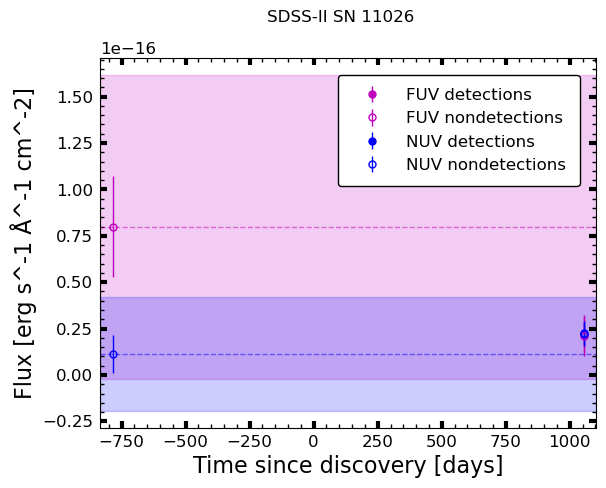 SDSS-II SN 11026
1e−16
1.50
1.25
1.00
0.75
0.50
0.25
0.00
−0.25
Flux [erg s^-1 Å^-1 cm^-2]
FUV detections
FUV nondetections
NUV detections
NUV nondetections
−750 −500 −250 0 250 500 750 1000
Time since discovery [days]